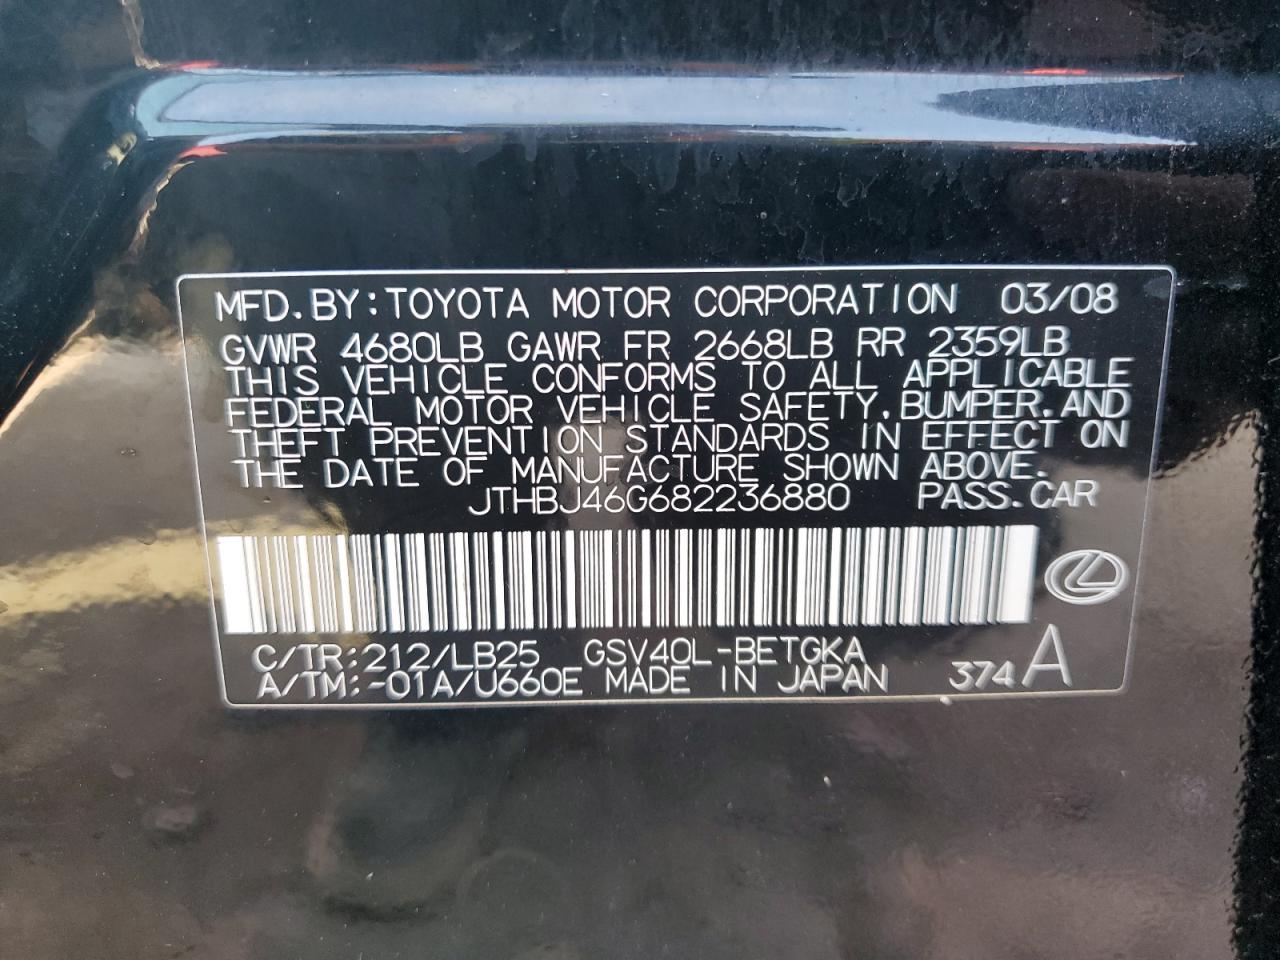 MFD. BY: TOYOTA MOTOR CORPORATION 03/08
GVWR 4680LB GAWR FR 2668LB RR 2359LB
THIS VEHICLE CONFORMS TO ALL APPLICABLE
FEDERAL MOTOR VEHICLE SAFETY, BUMPER, AND
THEFT PREVENTION STANDARDS IN EFFECT ON
THE DATE OF MANUFACTURE SHOWN ABOVE.
JTHBJ46G682236880 PASS. CAR
C/TR: 212/LB25 GSV40L-BETGKA
A/TM: -01A/U660E MADE IN JAPAN 374 A